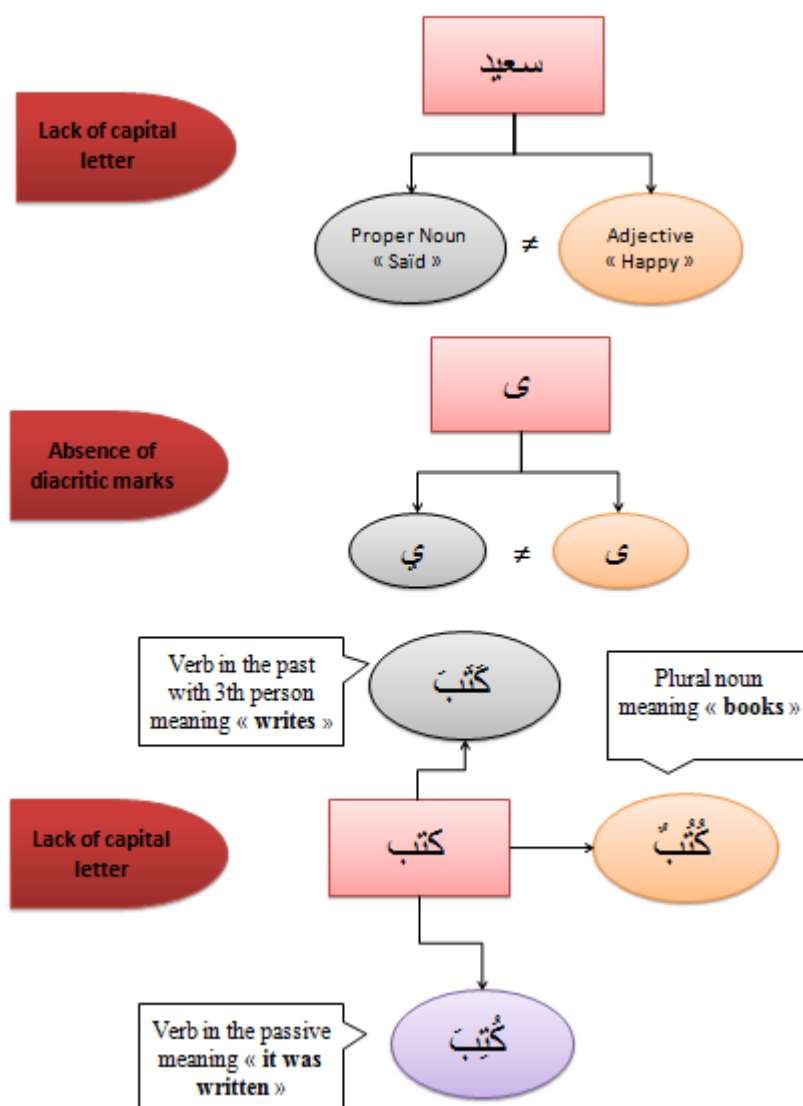 سعيد
Lack of capital
letter
Proper Noun
« Saïd »
≠
Adjective
« Happy »
ى
Absence of
diacritic marks
ي
≠
ى
Verb in the past
with 3th person
meaning « writes »
كَتَبَ
Plural noun
meaning « books »
Lack of capital
letter
كتب
كُتُبٌ
Verb in the passive
meaning « it was
written »
كُتِبَ